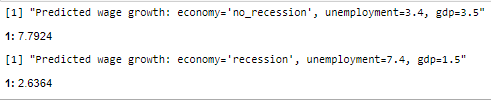 [1] "Predicted wage growth: economy='no_recession', unemployment=3.4, gdp=3.5"
1: 7.7924
[1] "Predicted wage growth: economy='recession', unemployment=7.4, gdp=1.5"
1: 2.6364